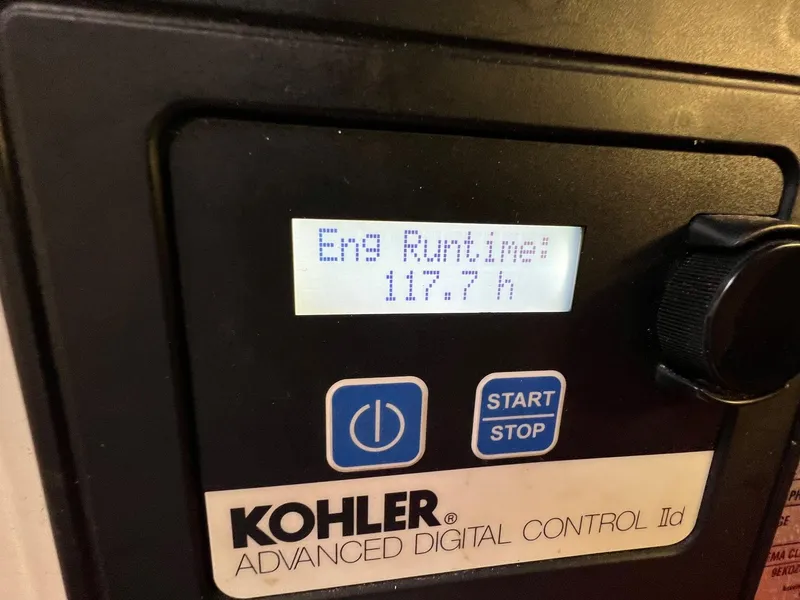 Eng Runtime:
117.7 h
START
STOP
KOHLER®
ADVANCED DIGITAL CONTROL IId